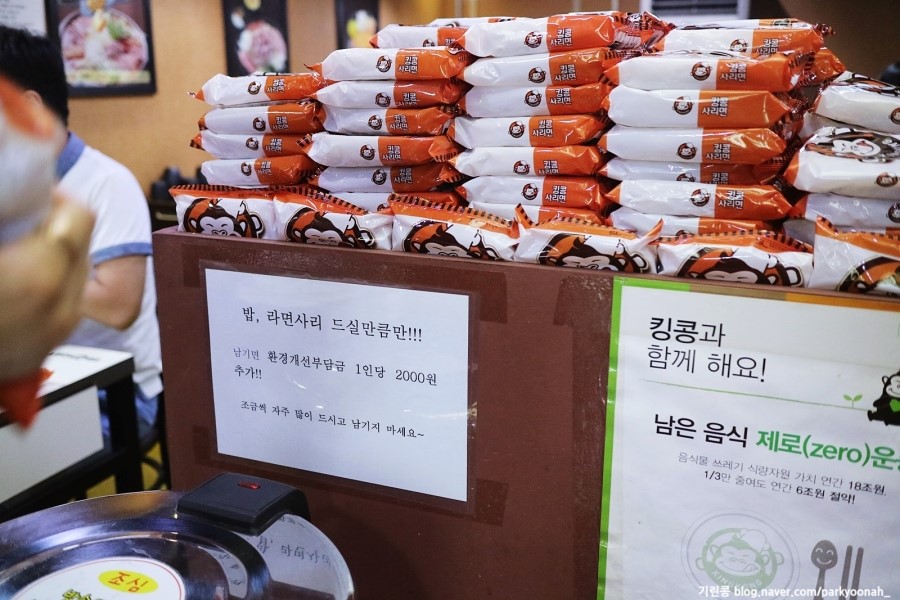 킹콩
사리면
밥, 라면사리 드실만큼만!!!
남기면 환경개선부담금 1인당 2000원
추가!!
조금씩 자주 많이 드시고 남기지 마세요~
킹콩과
함께 해요!
남은 음식 제로(zero)운
음식물 쓰레기 식량자원 가치 연간 18조원,
1/3만 줄여도 연간 6조원 절약!
조심
기린콩 blog.naver.com/parkyoonah_